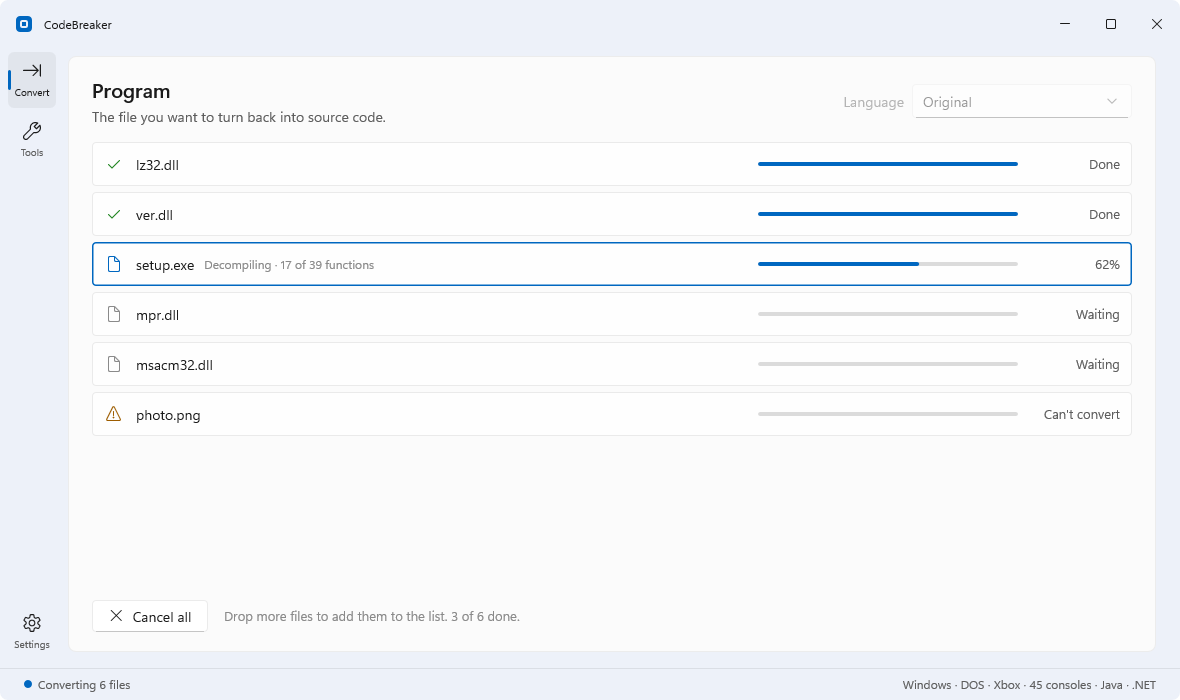 CodeBreaker
Convert
Tools
Settings
Program
The file you want to turn back into source code.
Language Original
lz32.dll Done
ver.dll Done
setup.exe Decompiling · 17 of 39 functions 62%
mpr.dll Waiting
msacm32.dll Waiting
photo.png Can't convert
Cancel all Drop more files to add them to the list. 3 of 6 done.
Converting 6 files Windows · DOS · Xbox · 45 consoles · Java · .NET